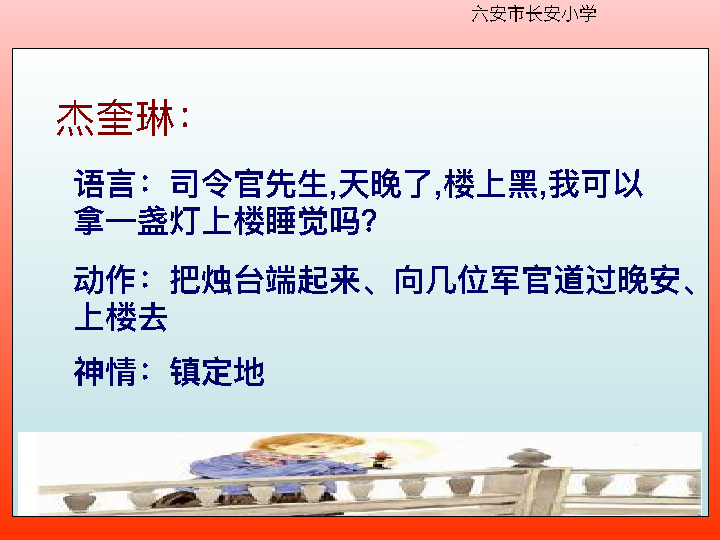 六安市长安小学
杰奎琳：
语言：司令官先生,天晚了,楼上黑,我可以
拿一盏灯上楼睡觉吗?
动作：把烛台端起来、向几位军官道过晚安、
上楼去
神情：镇定地